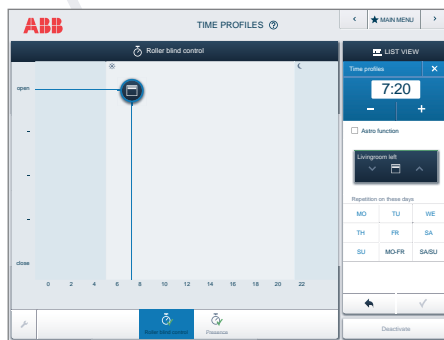 ABB
TIME PROFILES
MAIN MENU
Roller blind control
LIST VIEW
Time profiles
7:20
Astro function
Livingroom left
Repetition on these days
MO TU WE
TH FR SA
SU MO-FR SA/SU
open
close
0 2 4 6 8 10 12 14 16 18 20 22
Roller blind control
Presence
Deactivate